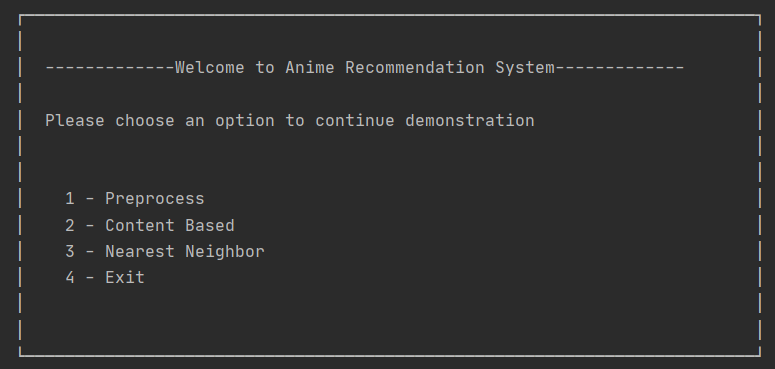 -------------Welcome to Anime Recommendation System-------------
Please choose an option to continue demonstration
1 - Preprocess
2 - Content Based
3 - Nearest Neighbor
4 - Exit